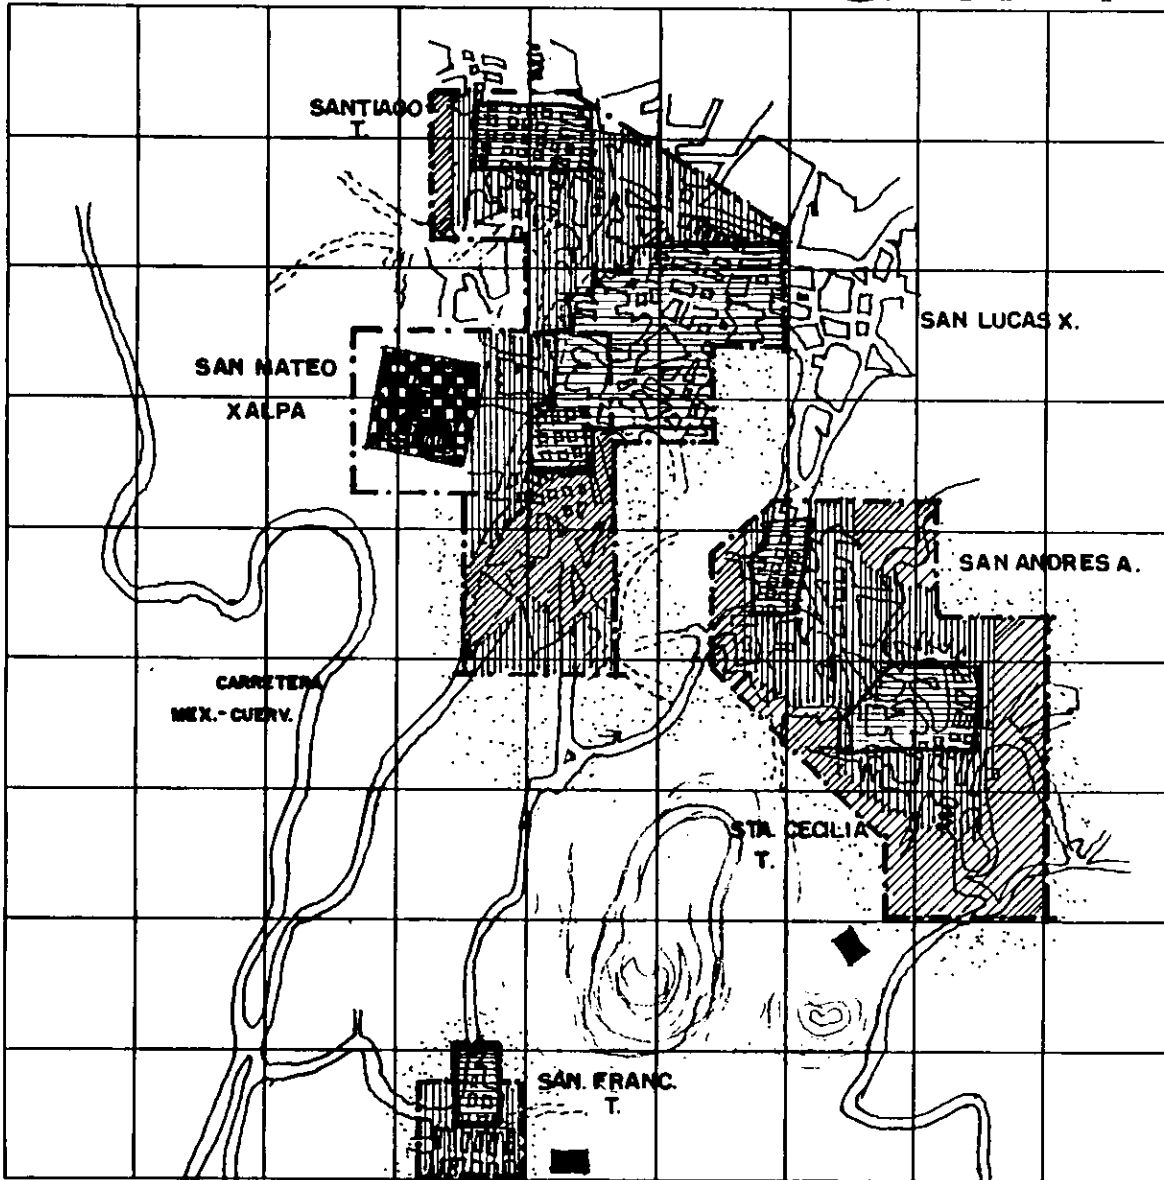 SANTIAGO
T.
SAN LUCAS X.
SAN MATEO
XALPA
SAN ANDRES A.
CARRETERA
MEX.-CUERV.
STA. CECILIA
T.
SAN. FRANC.
T.